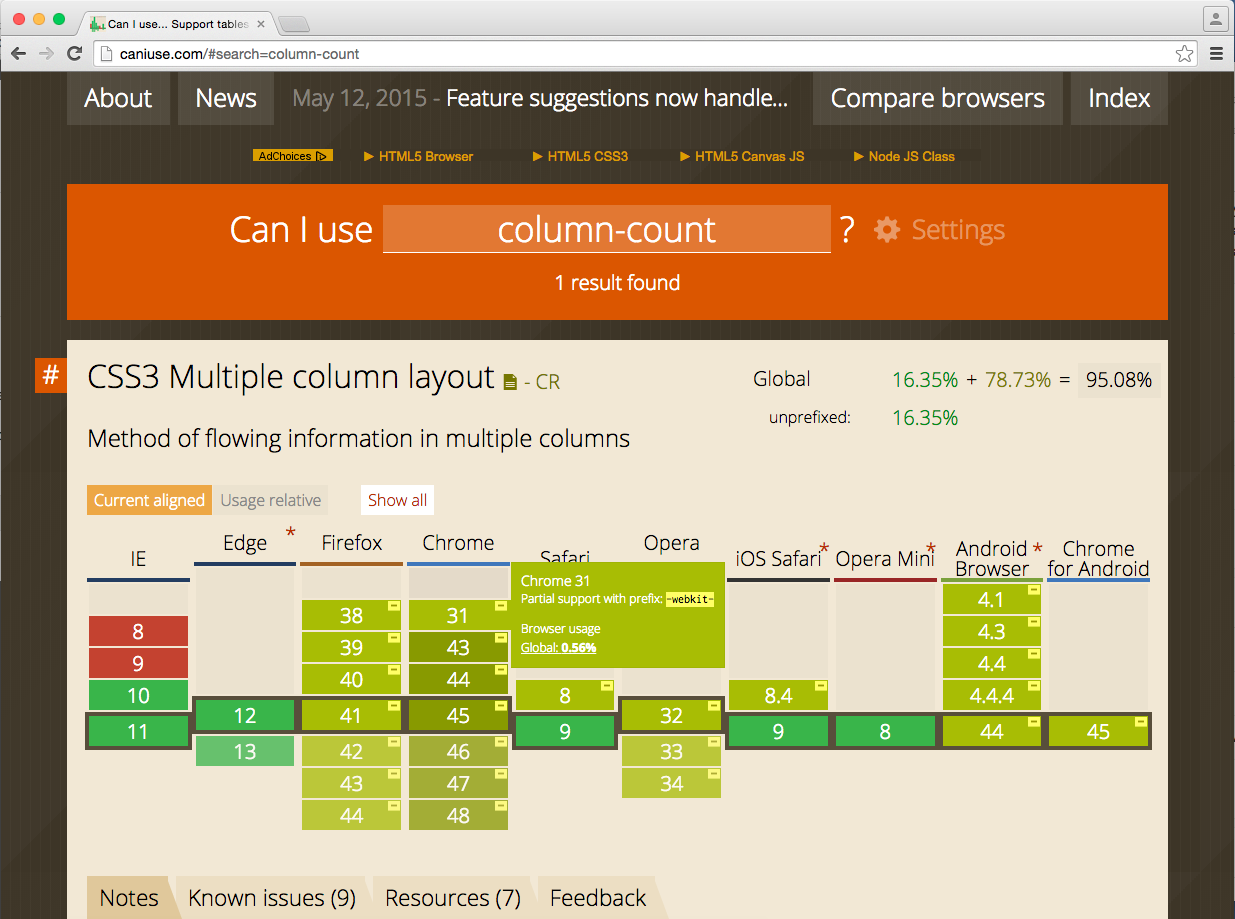 Can I use... Support tables
caniuse.com/#search=column-count
About
News
May 12, 2015 - Feature suggestions now handle...
Compare browsers
Index
AdChoices
HTML5 Browser
HTML5 CSS3
HTML5 Canvas JS
Node JS Class
Can I use column-count ?
Settings
1 result found
#
CSS3 Multiple column layout - CR
Global 16.35% + 78.73% = 95.08%
unprefixed: 16.35%
Method of flowing information in multiple columns
Current aligned
Usage relative
Show all
IE
8
9
10
11
Edge *
12
13
Firefox
38
39
40
41
42
43
44
Chrome
31
43
44
45
46
47
48
Safari
8
9
Chrome 31
Partial support with prefix: -webkit-
Browser usage
Global: 0.56%
Opera
32
33
34
iOS Safari *
8.4
9
Opera Mini *
8
Android *
Browser
4.1
4.3
4.4
4.4.4
44
Chrome
for Android
45
Notes
Known issues (9)
Resources (7)
Feedback